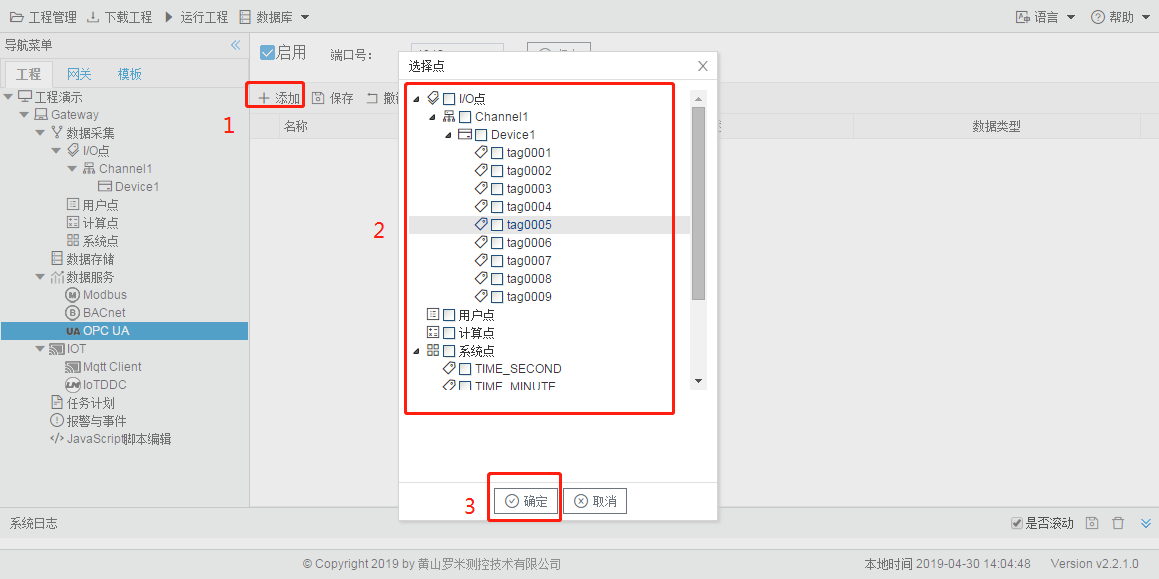 工程管理 下载工程 运行工程 数据库 语言 帮助
导航菜单
启用 端口号:
工程 网关 模板
工程演示
Gateway
数据采集
I/O点
Channel1
Device1
用户点
计算点
系统点
数据存储
数据服务
Modbus
BACnet
UA OPC UA
IOT
Mqtt Client
IoTDDC
任务计划
报警与事件
JavaScript脚本编辑
1
添加 保存
名称 数据类型
选择点
2
I/O点
Channel1
Device1
tag0001
tag0002
tag0003
tag0004
tag0005
tag0006
tag0007
tag0008
tag0009
用户点
计算点
系统点
TIME_SECOND
TIME_MINUTE
3
确定 取消
系统日志 是否滚动
© Copyright 2019 by 黄山罗米测控技术有限公司 本地时间 2019-04-30 14:04:48 Version v2.2.1.0